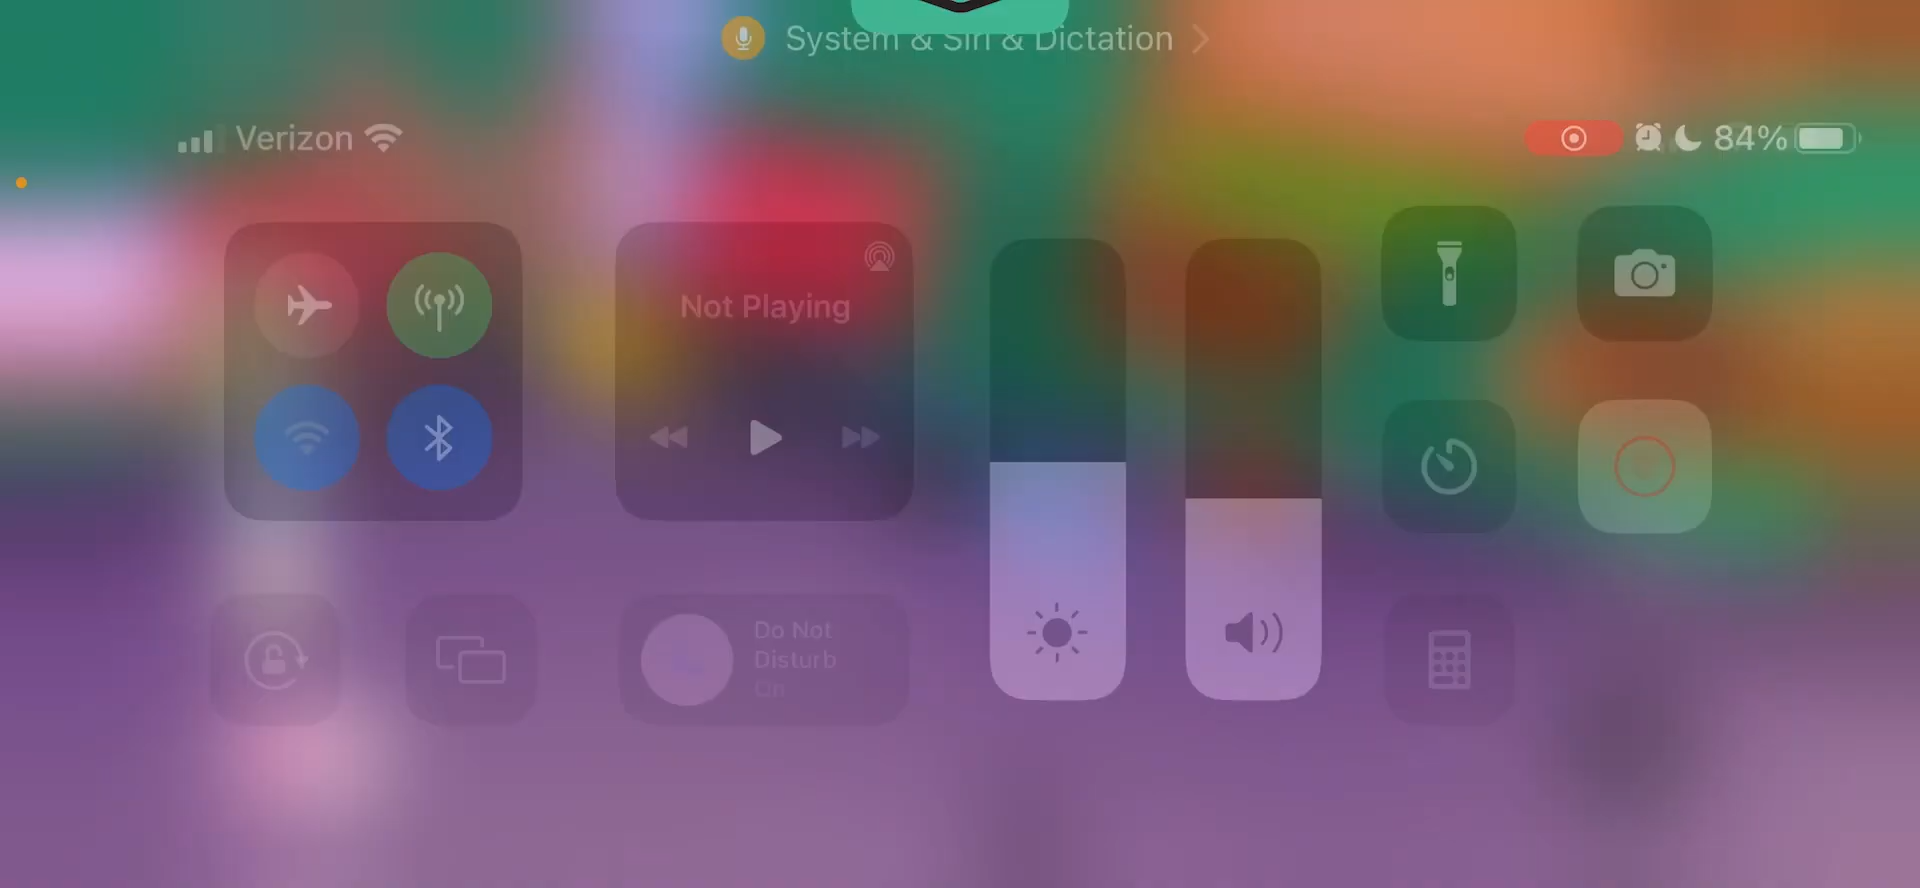 System & Siri & Dictation
Verizon
84%
Not Playing
Do Not
Disturb
On